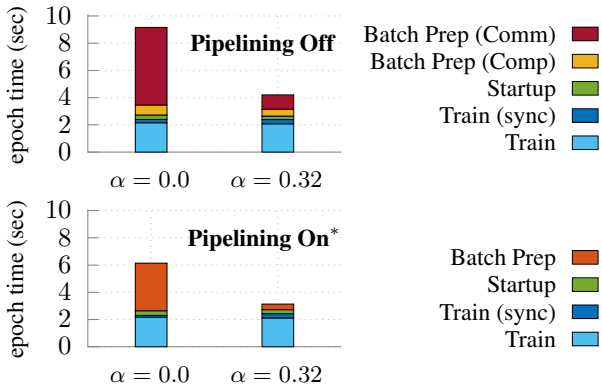 epoch time (sec)
10
8
6
4
2
0
Pipelining Off
α = 0.0
α = 0.32
Batch Prep (Comm)
Batch Prep (Comp)
Startup
Train (sync)
Train
epoch time (sec)
10
8
6
4
2
0
Pipelining On*
α = 0.0
α = 0.32
Batch Prep
Startup
Train (sync)
Train